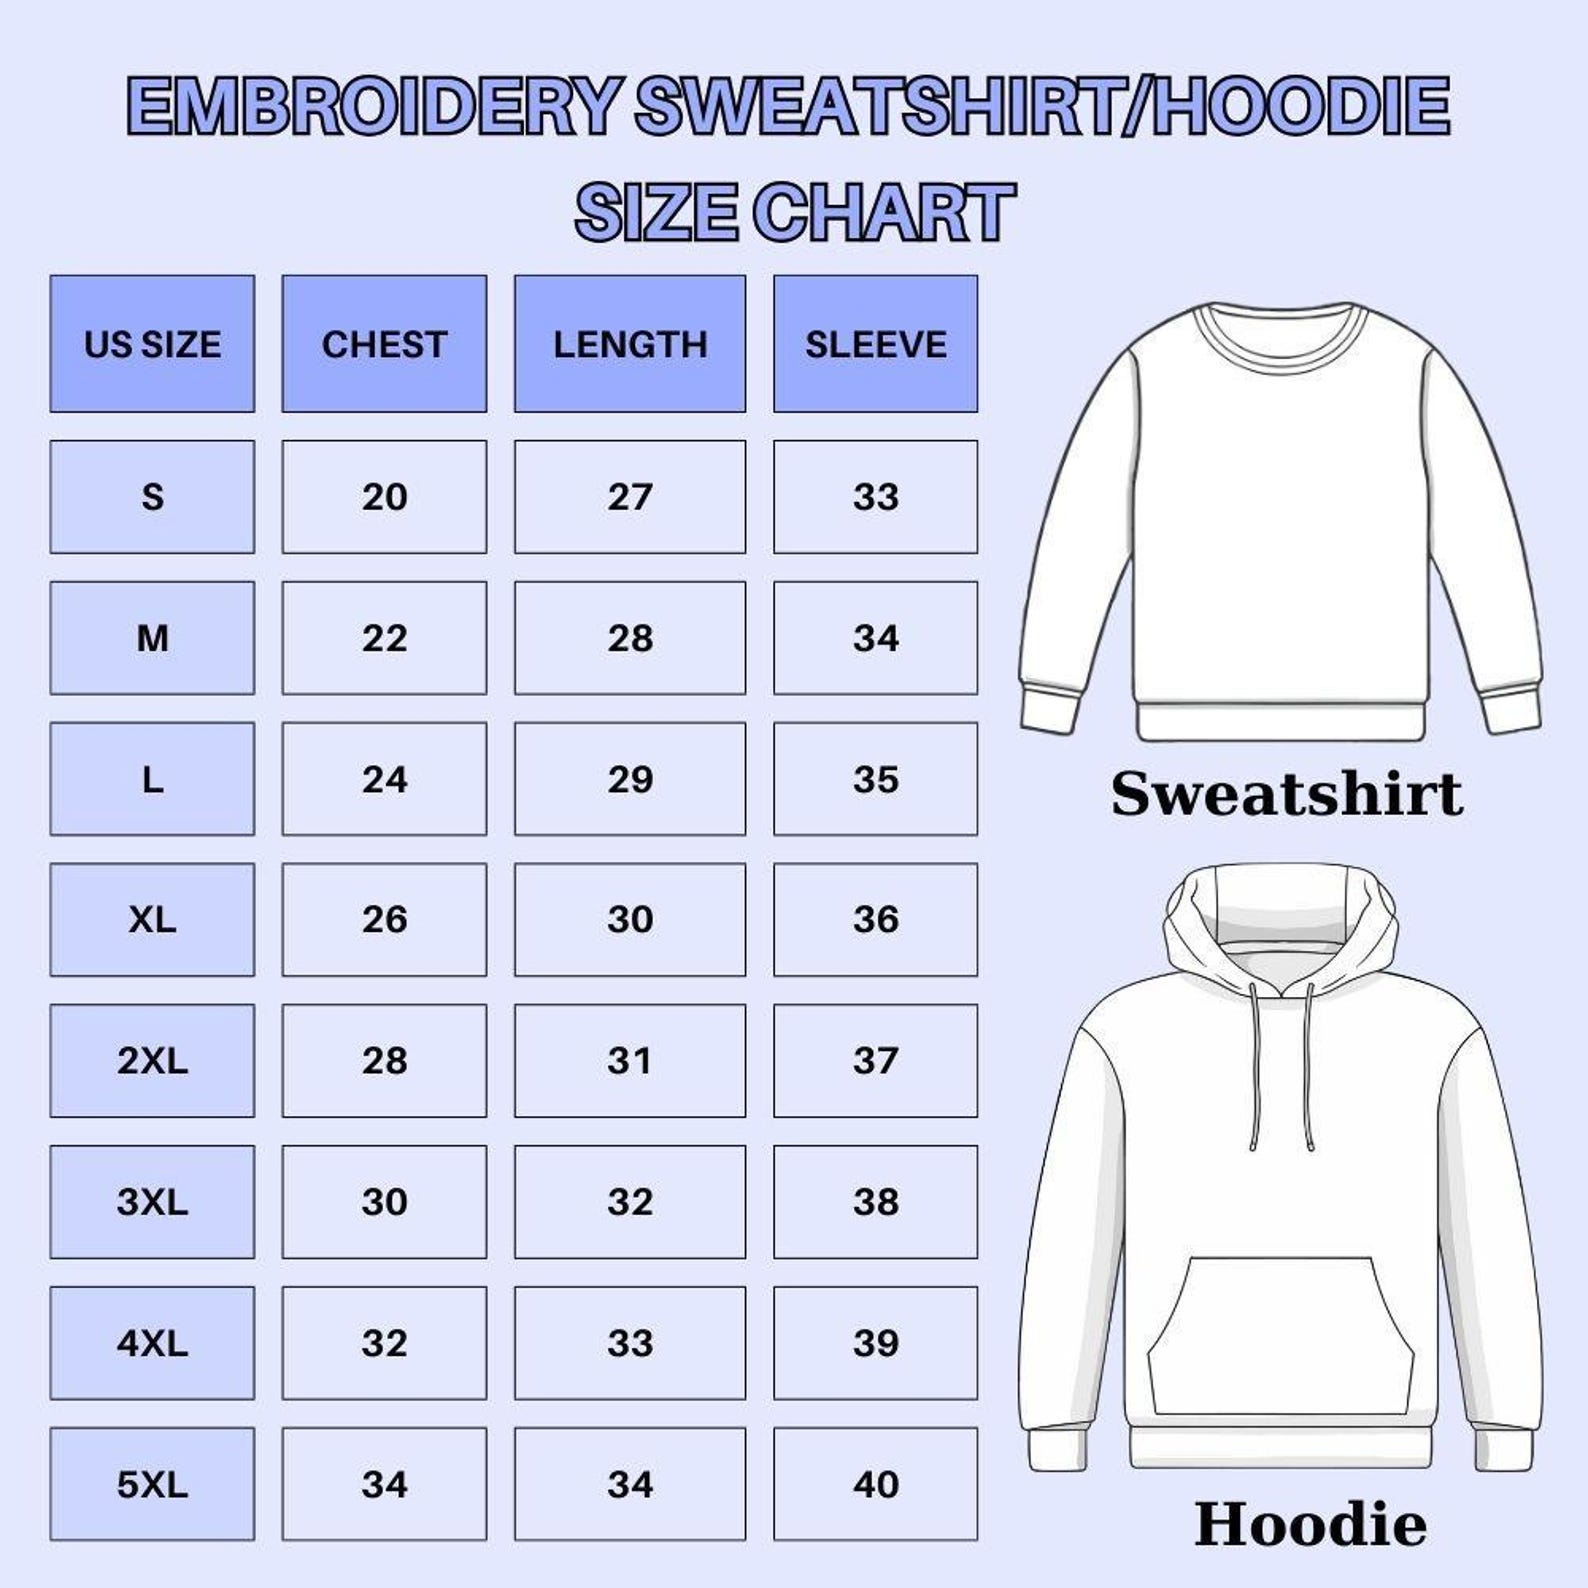 EMBROIDERY SWEATSHIRT/HOODIE
SIZE CHART
US SIZE CHEST LENGTH SLEEVE
S 20 27 33
M 22 28 34
L 24 29 35
XL 26 30 36
2XL 28 31 37
3XL 30 32 38
4XL 32 33 39
5XL 34 34 40
Sweatshirt
Hoodie